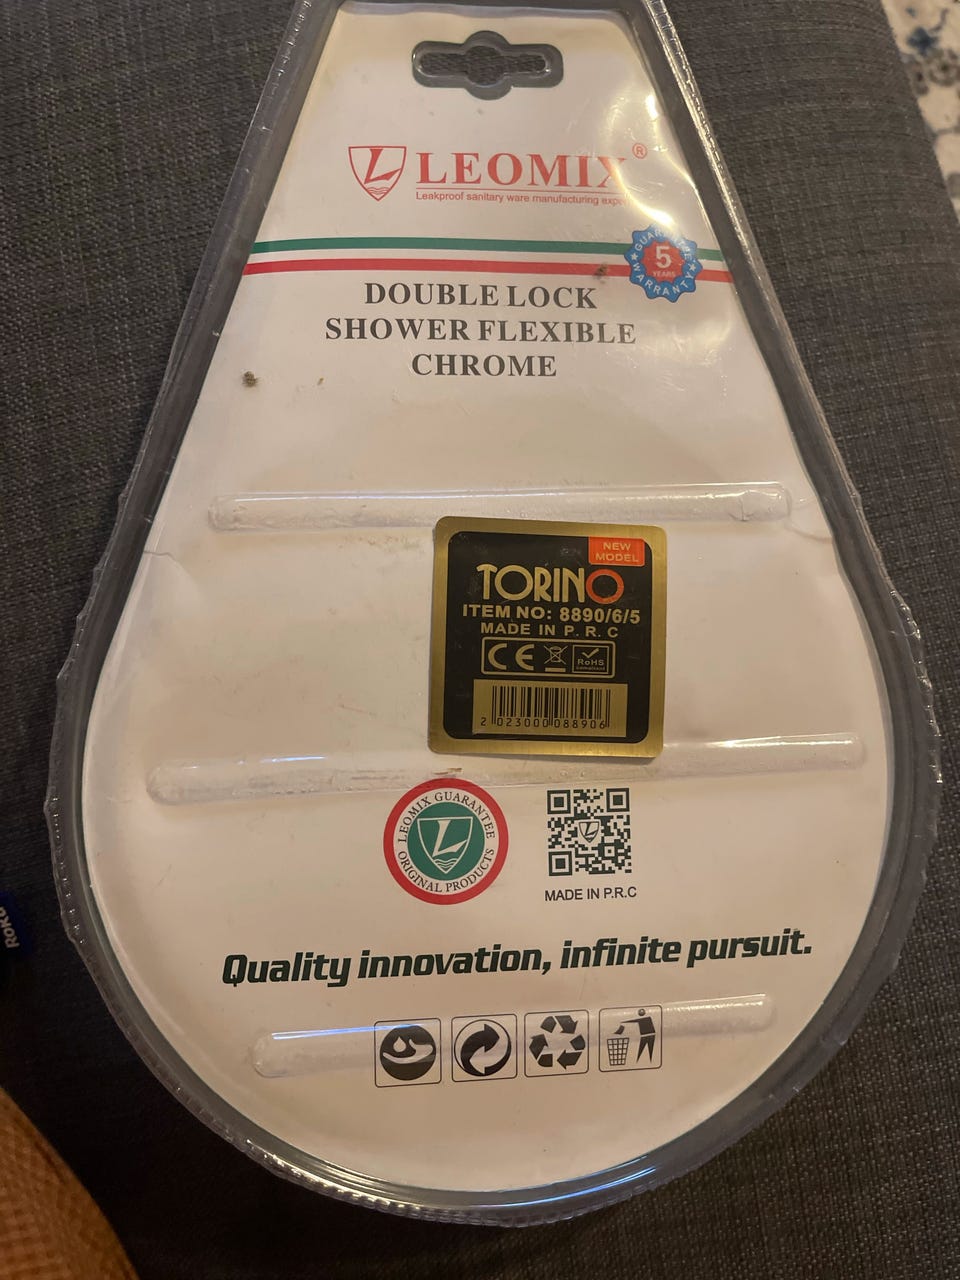 LEOMIX®
Leakproof sanitary ware manufacturing
GUARANTEE
5
YEARS
WARRANTY
DOUBLE LOCK
SHOWER FLEXIBLE
CHROME
NEW
MODEL
TORINO
ITEM NO: 8890/6/5
MADE IN P. R. C
CE
RoHS
2 023000 088906
LEOMIX GUARANTEE
ORIGINAL PRODUCTS
MADE IN P.R.C
Quality innovation, infinite pursuit.
ROKU